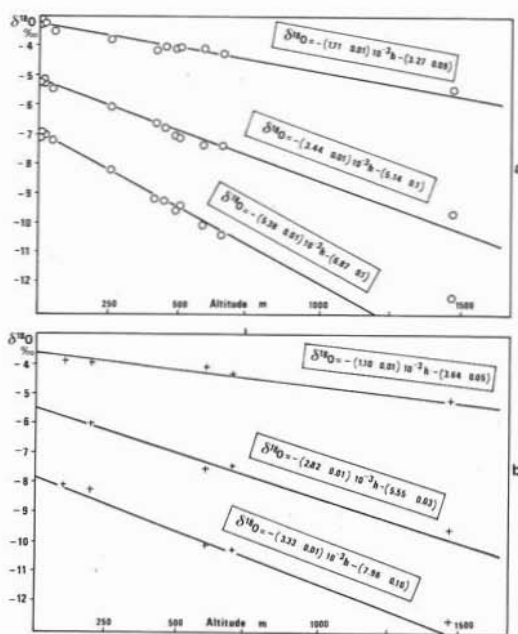 δ¹⁸O
‰
-4
-5
-6
-7
-8
-9
-10
-11
-12
δ¹⁸O=-(1.71 0.01)10⁻³h-(3.27 0.09)
δ¹⁸O=-(3.44 0.01)10⁻³h-(5.14 0.1)
δ¹⁸O=-(5.38 0.01)10⁻³h-(6.87 0.1)
a
250 500 1000 1500
Altitude m
δ¹⁸O
‰
-4
-5
-6
-7
-8
-9
-10
-11
-12
δ¹⁸O=-(1.10 0.01)10⁻³h-(3.64 0.05)
δ¹⁸O=-(2.82 0.01)10⁻³h-(5.55 0.03)
δ¹⁸O=-(3.33 0.01)10⁻³h-(7.96 0.10)
b
250 500 1000 1500
Altitude m